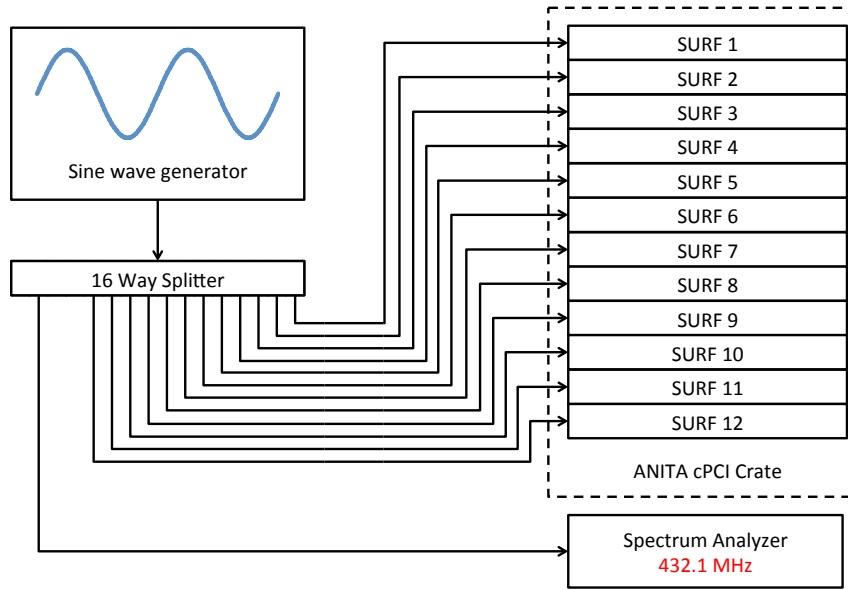 Sine wave generator
16 Way Splitter
SURF 1
SURF 2
SURF 3
SURF 4
SURF 5
SURF 6
SURF 7
SURF 8
SURF 9
SURF 10
SURF 11
SURF 12
ANITA cPCI Crate
Spectrum Analyzer
432.1 MHz